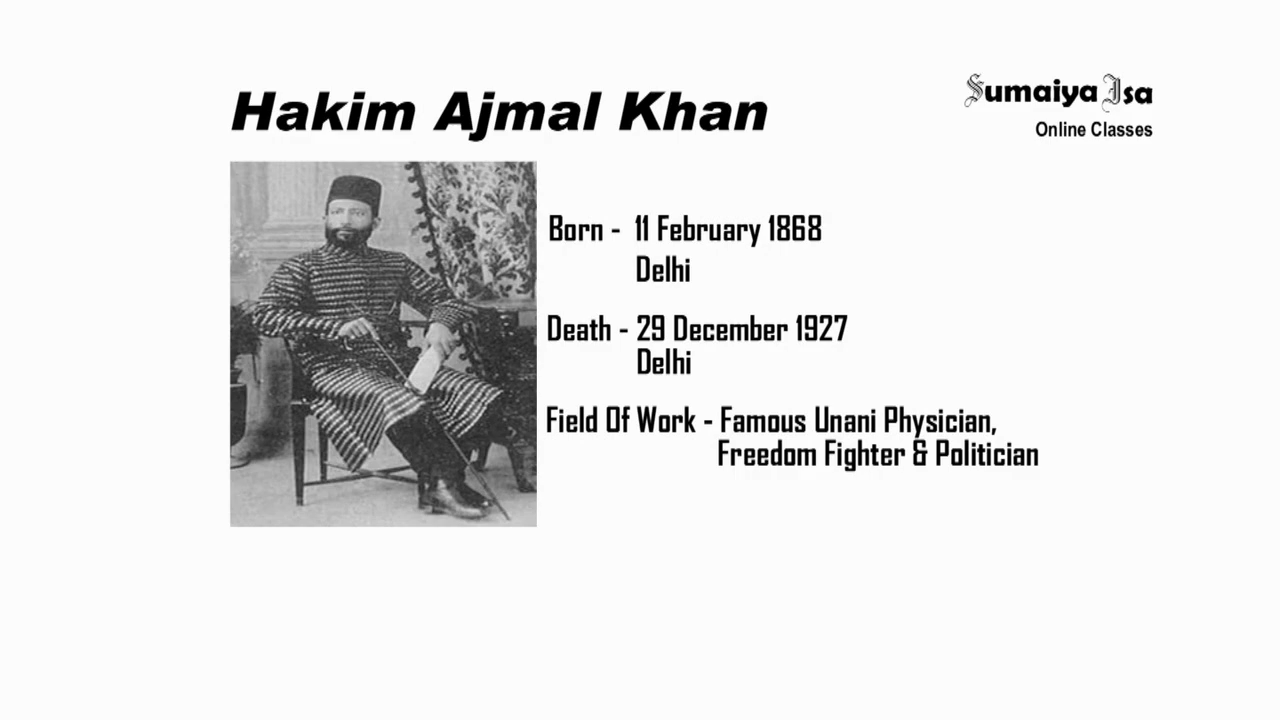 Hakim Ajmal Khan
Sumaiya Isa
Online Classes
Born - 11 February 1868
Delhi
Death - 29 December 1927
Delhi
Field Of Work - Famous Unani Physician,
Freedom Fighter & Politician